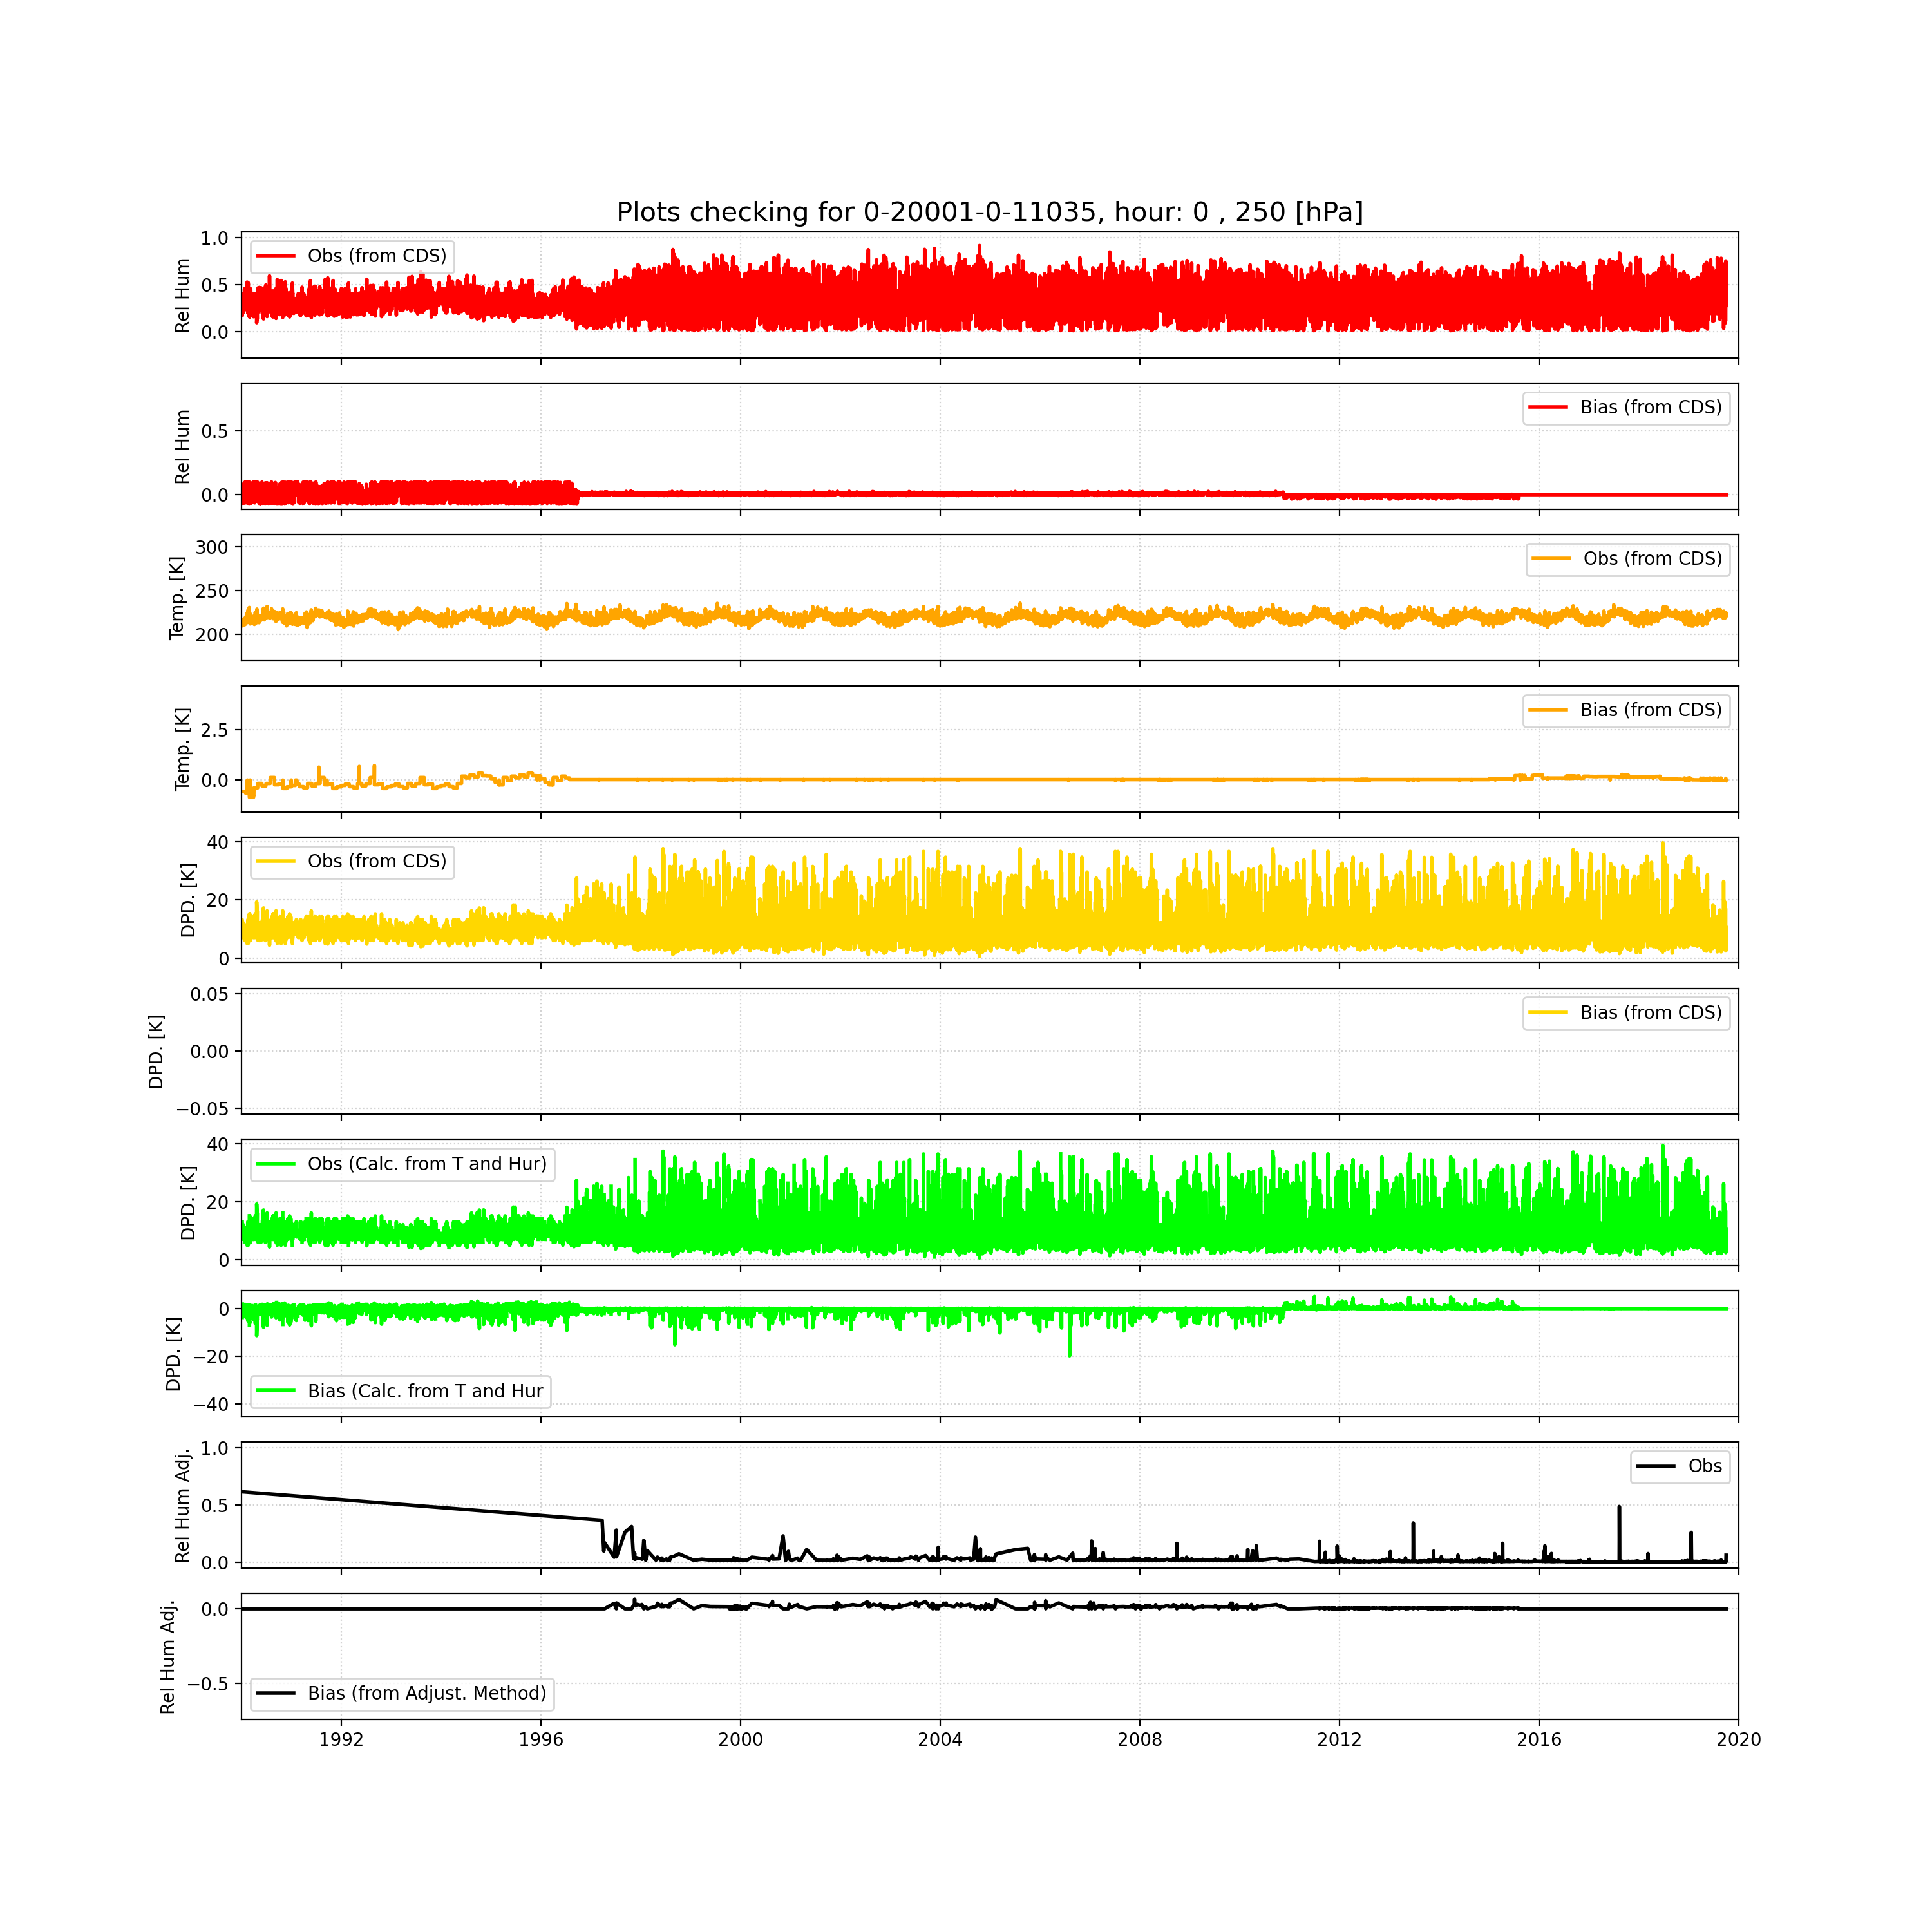 Plots checking for 0-20001-0-11035, hour: 0 , 250 [hPa]
Rel Hum
1.0
0.5
0.0
Obs (from CDS)
Rel Hum
0.5
0.0
Bias (from CDS)
Temp. [K]
300
250
200
Obs (from CDS)
Temp. [K]
2.5
0.0
Bias (from CDS)
DPD. [K]
40
20
0
Obs (from CDS)
DPD. [K]
0.05
0.00
−0.05
Bias (from CDS)
DPD. [K]
40
20
0
Obs (Calc. from T and Hur)
DPD. [K]
0
−20
−40
Bias (Calc. from T and Hur
Rel Hum Adj.
1.0
0.5
0.0
Obs
Rel Hum Adj.
0.0
−0.5
Bias (from Adjust. Method)
1992 1996 2000 2004 2008 2012 2016 2020